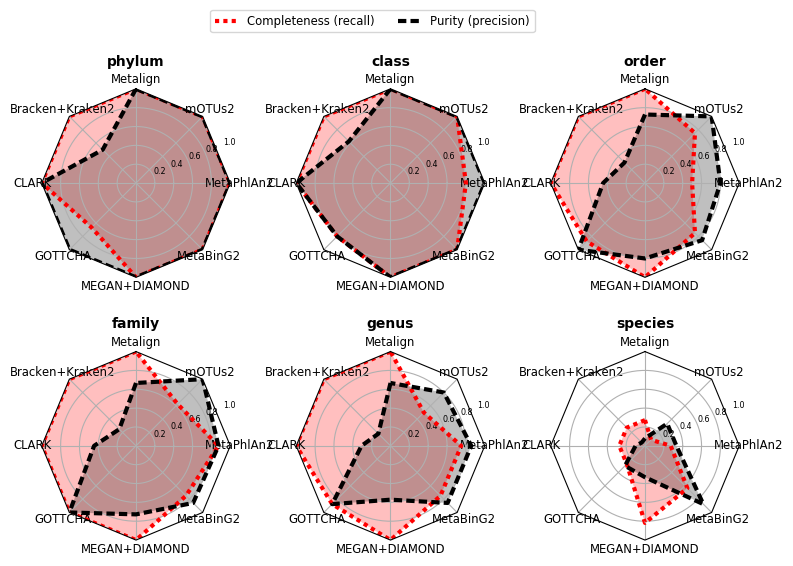 Completeness (recall) Purity (precision)
phylum class order
Metalign Metalign Metalign
Bracken+Kraken2 mOTUs2 Bracken+Kraken2 mOTUs2 Bracken+Kraken2 mOTUs2
0.2 0.4 0.6 0.8 1.0 0.2 0.4 0.6 0.8 1.0 0.2 0.4 0.6 0.8 1.0
CLARK MetaPhlAn2 CLARK MetaPhlAn2 CLARK MetaPhlAn2
GOTTCHA MetaBinG2 GOTTCHA MetaBinG2 GOTTCHA MetaBinG2
MEGAN+DIAMOND MEGAN+DIAMOND MEGAN+DIAMOND
family genus species
Metalign Metalign Metalign
Bracken+Kraken2 mOTUs2 Bracken+Kraken2 mOTUs2 Bracken+Kraken2 mOTUs2
0.2 0.4 0.6 0.8 1.0 0.2 0.4 0.6 0.8 1.0 0.2 0.4 0.6 0.8 1.0
CLARK MetaPhlAn2 CLARK MetaPhlAn2 CLARK MetaPhlAn2
GOTTCHA MetaBinG2 GOTTCHA MetaBinG2 GOTTCHA MetaBinG2
MEGAN+DIAMOND MEGAN+DIAMOND MEGAN+DIAMOND